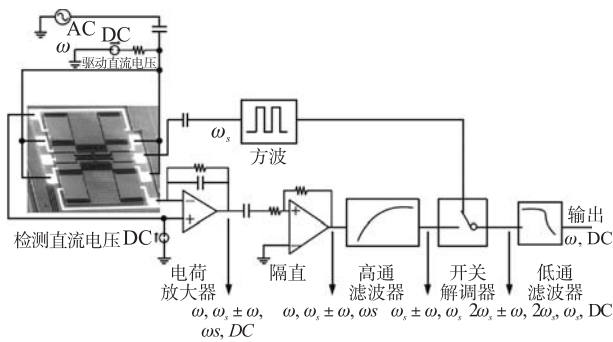 AC
ω
DC
驱动直流电压
ωs
方波
检测直流电压DC
输出
ω, DC
电荷
放大器
隔直
高通
滤波器
开关
解调器
低通
滤波器
ω, ωs ± ω,
ωs, DC
ω, ωs ± ω, ωs
ωs ± ω, ωs
2ωs ± ω, 2ωs, ωs, DC